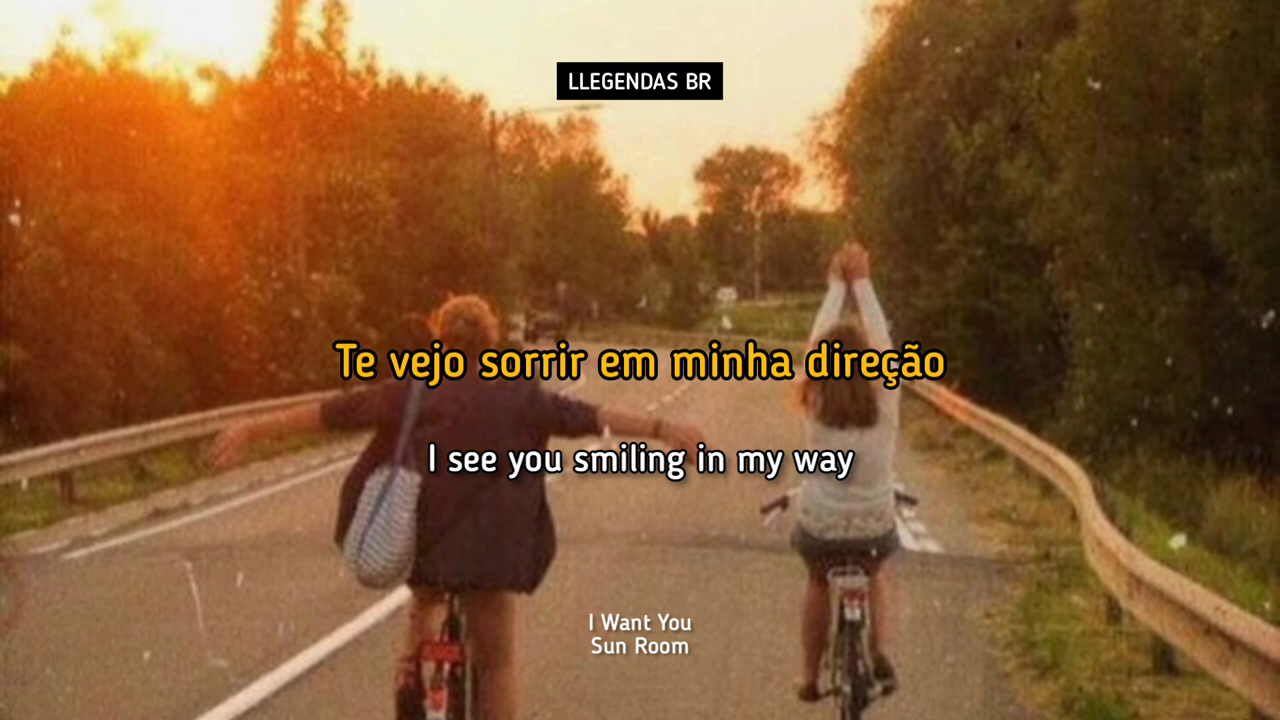 LLEGENDAS BR
Te vejo sorrir em minha direção
I see you smiling in my way
I Want You
Sun Room